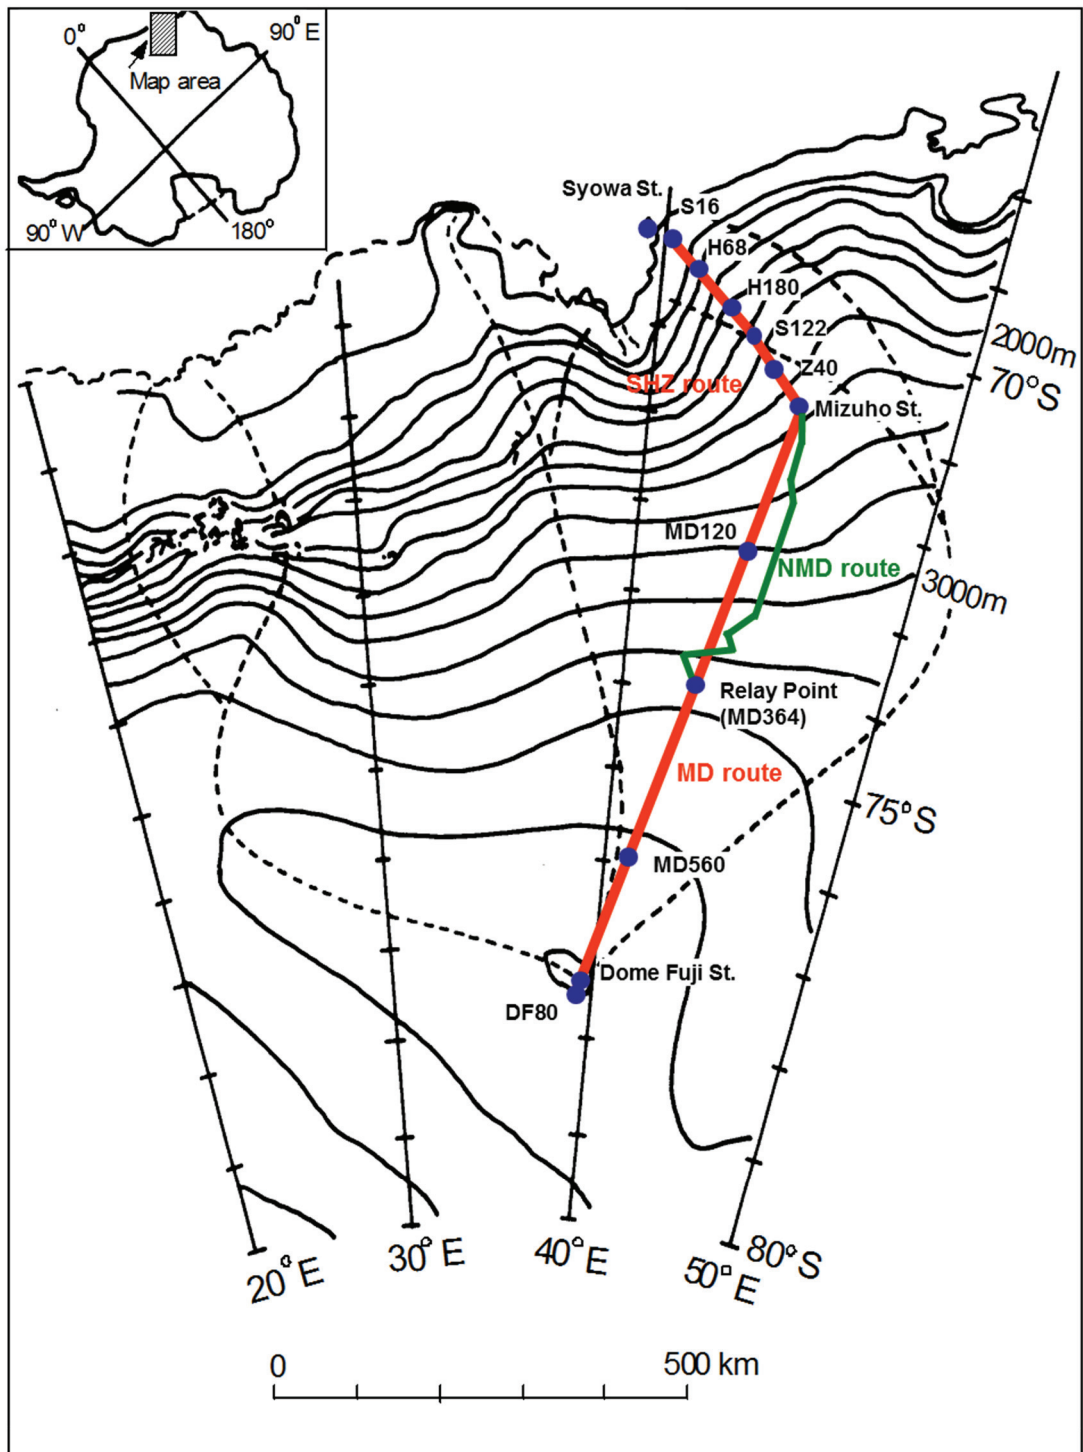 0°
90° E
Map area
90° W
180°
Syowa St.
S16
H68
H180
S122
2000m
Z40
70°S
SHZ route
Mizuho St.
MD120
NMD route
3000m
Relay Point
(MD364)
MD route
75°S
MD560
Dome Fuji St.
DF80
20° E
30° E
40°E
50°E
80°S
0
500 km